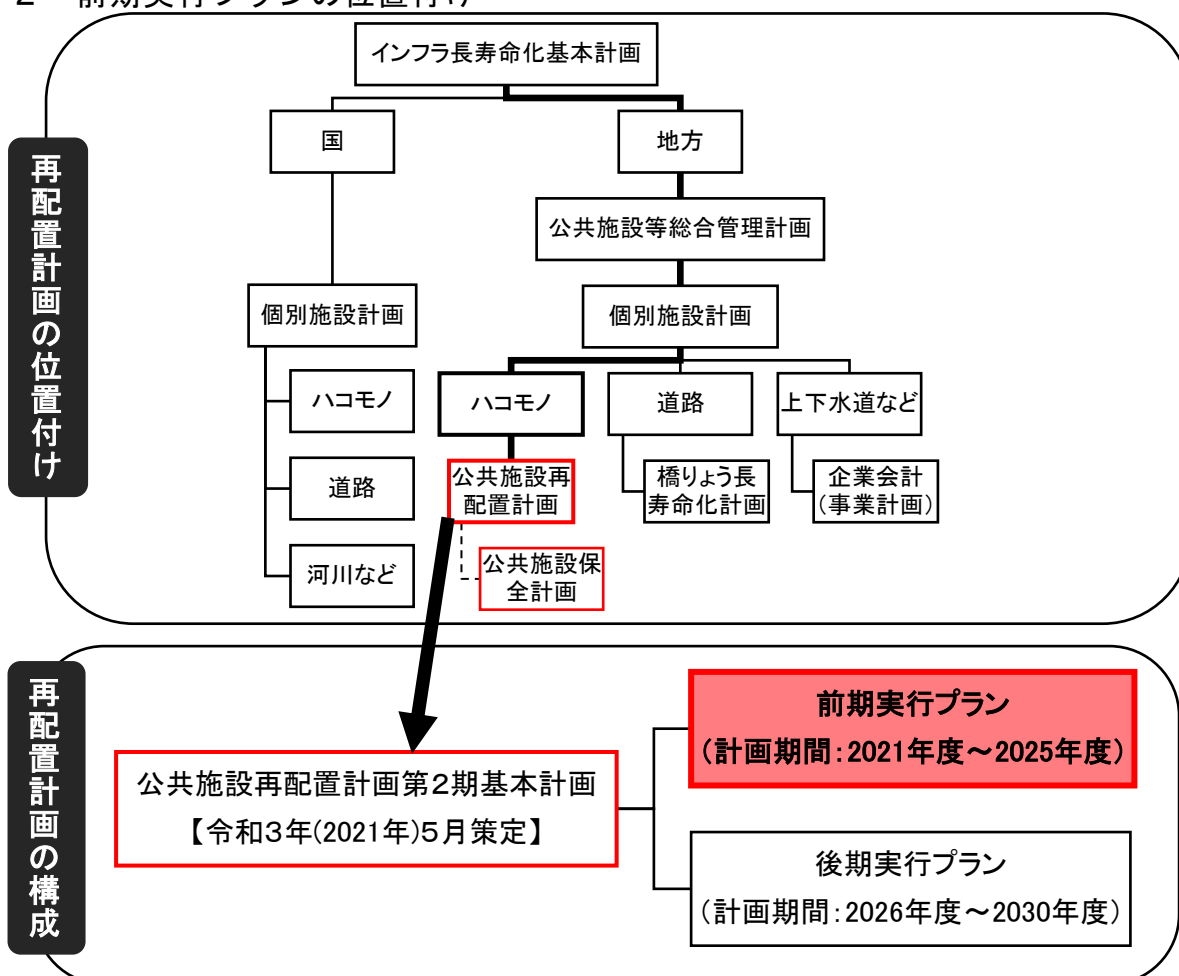 2　前期実行プランの位置付け
再配置計画の位置付け
インフラ長寿命化基本計画
国
地方
公共施設等総合管理計画
個別施設計画
個別施設計画
ハコモノ
道路
河川など
ハコモノ
道路
上下水道など
公共施設再
配置計画
橋りょう長
寿命化計画
企業会計
(事業計画)
公共施設保
全計画
再配置計画の構成
公共施設再配置計画第2期基本計画
【令和3年(2021年)5月策定】
前期実行プラン
(計画期間:2021年度～2025年度)
後期実行プラン
(計画期間:2026年度～2030年度)